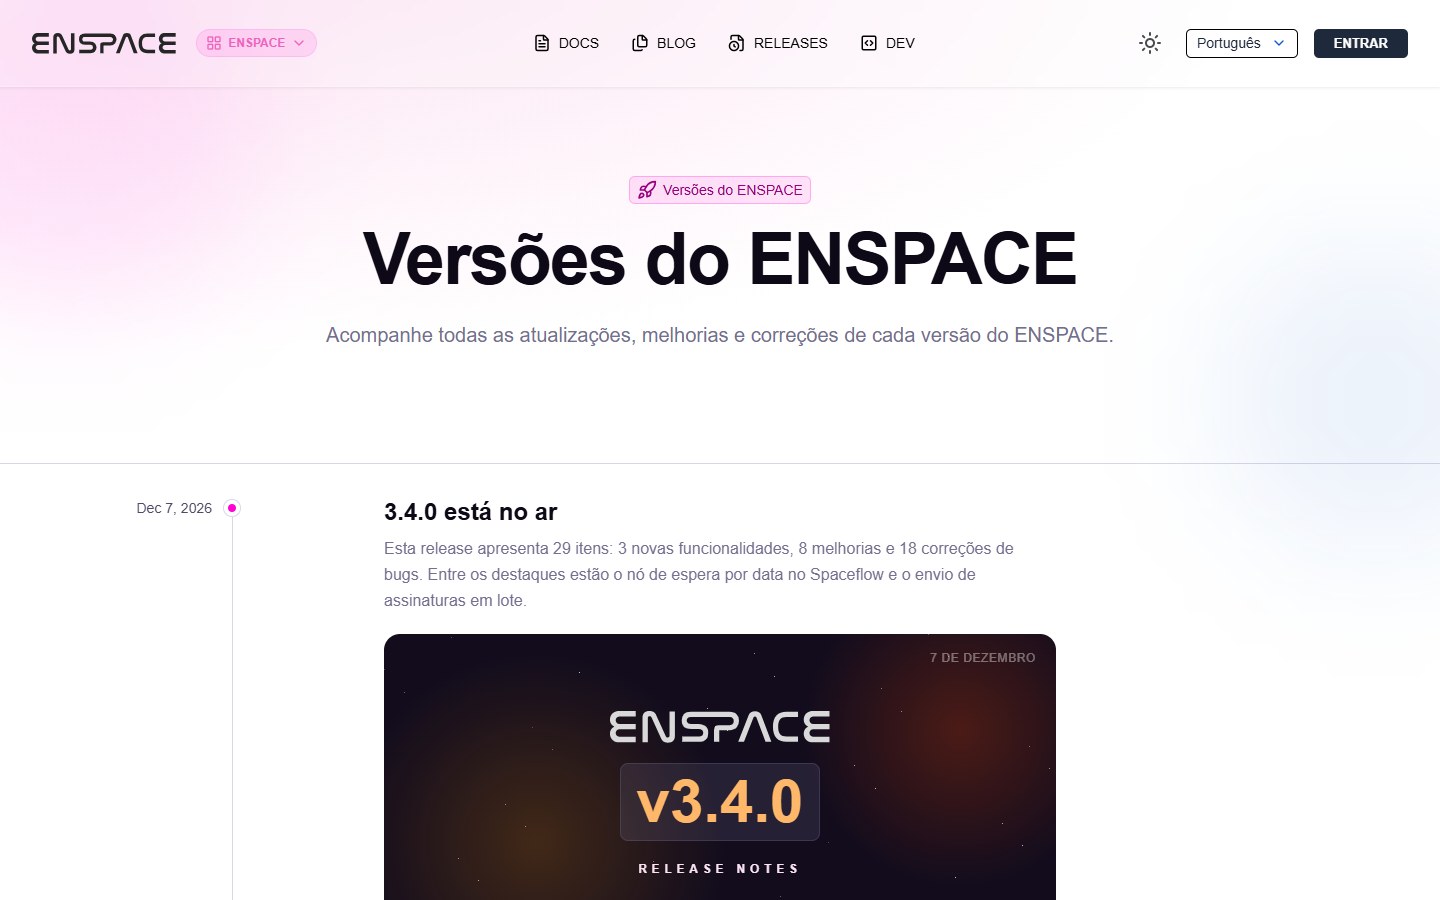 ENSPACE
ENSPACE
DOCS
BLOG
RELEASES
DEV
Português
ENTRAR
Versões do ENSPACE
Versões do ENSPACE
Acompanhe todas as atualizações, melhorias e correções de cada versão do ENSPACE.
Dec 7, 2026
3.4.0 está no ar
Esta release apresenta 29 itens: 3 novas funcionalidades, 8 melhorias e 18 correções de
bugs. Entre os destaques estão o nó de espera por data no Spaceflow e o envio de
assinaturas em lote.
7 DE DEZEMBRO
ENSPACE
v3.4.0
RELEASE NOTES